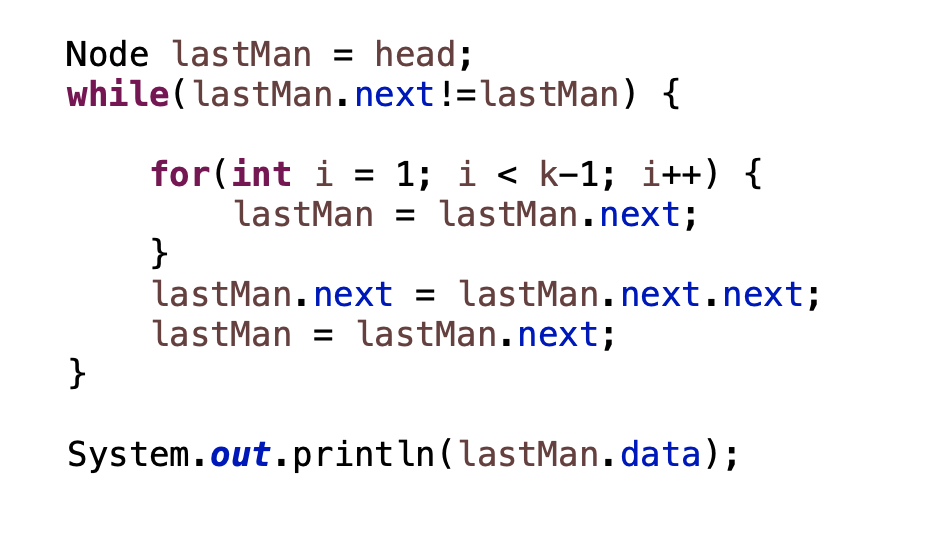 Node lastMan = head;
while(lastMan.next!=lastMan) {
for(int i = 1; i < k-1; i++) {
lastMan = lastMan.next;
}
lastMan.next = lastMan.next.next;
lastMan = lastMan.next;
}
System.out.println(lastMan.data);